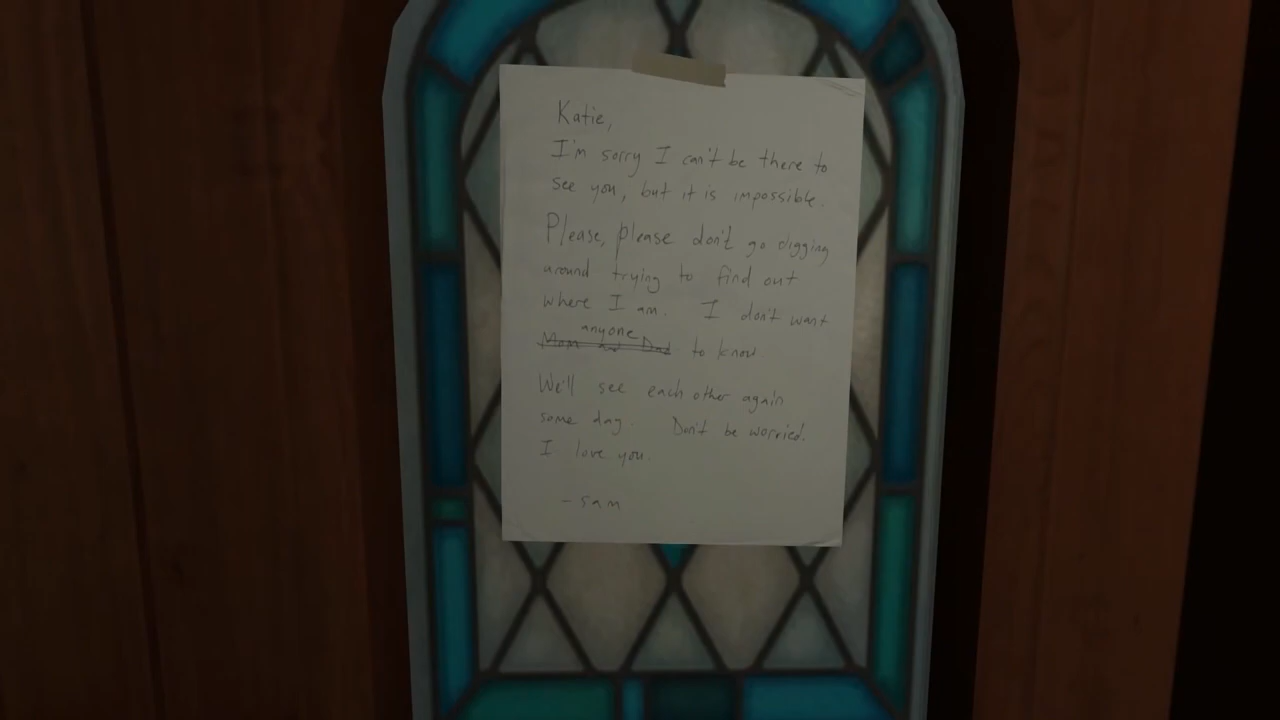 Katie,
I'm sorry I can't be there to
see you, but it is impossible.
Please, please don't go digging
around trying to find out
where I am. I don't want
anyone
Mom and Dad to know
We'll see each other again
some day. Don't be worried.
I love you.
- Sam